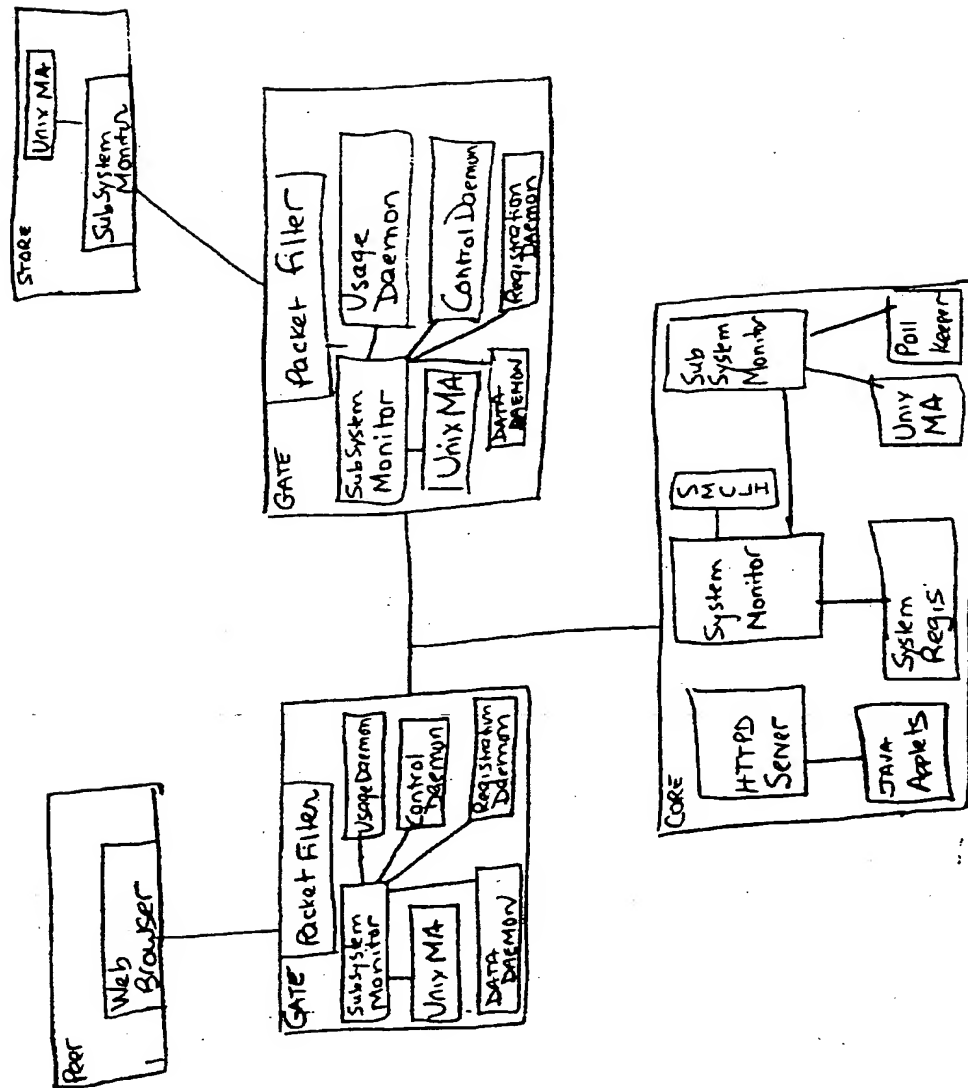 Peer
Web
Browser
STORE
Unix MA
SubSystem
Monitor
GATE
Packet Filter
SubSystem
Monitor
Usage Daemon
Control
Daemon
Registration
Daemon
Unix MA
DATA
DAEMON
GATE
Packet Filter
SubSystem
Monitor
Usage
Daemon
Control Daemon
Registration
Daemon
Unix MA
DATA
DAEMON
CORE
HTTPD
Server
JAVA
Applets
System
Monitor
SMCLI
System
Regis
Sub
System
Monitor
Unix
MA
Poll
Keeper